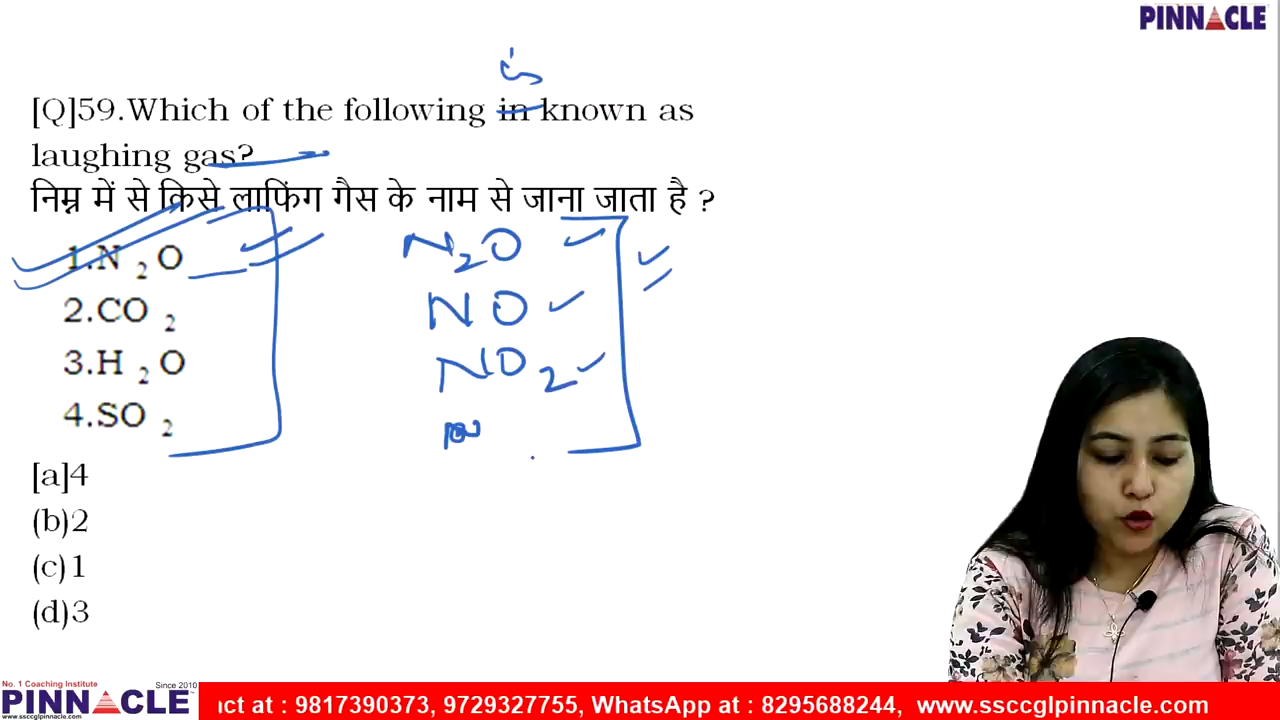 PINNACLE
is
[Q]59.Which of the following in known as
laughing gas?
निम्न में से किसे लाफिंग गैस के नाम से जाना जाता है ?
1.N 2 O
2.CO 2
3.H 2 O
4.SO 2
N2O
NO
NO2
[a]4
(b)2
(c)1
(d)3
No. 1 Coaching Institute
Since 2010
PINNACLE
www.ssccglpinnacle.com
act at : 9817390373, 9729327755, WhatsApp at : 8295688244, www.ssccglpinnacle.com